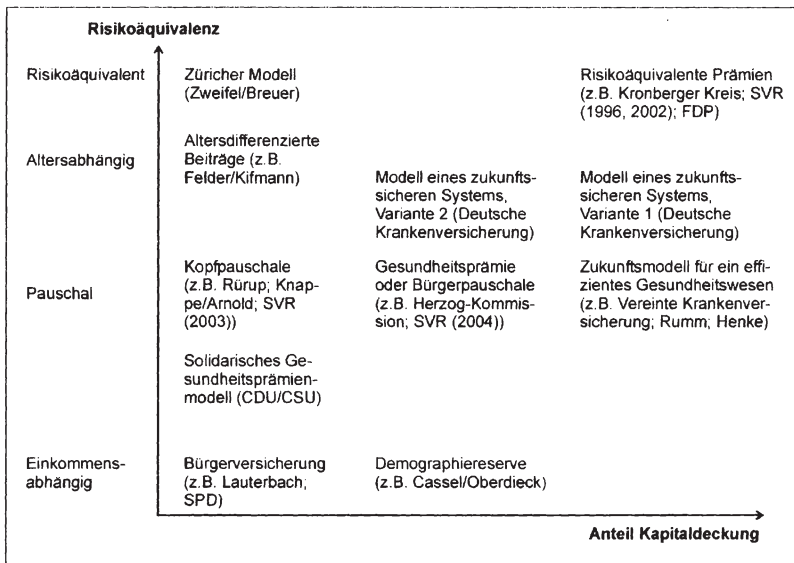 Risikoäquivalenz
Risikoäquivalent
Züricher Modell
(Zweifel/Breuer)
Risikoäquivalente Prämien
(z.B. Kronberger Kreis; SVR
(1996, 2002); FDP)
Altersabhängig
Altersdifferenzierte
Beiträge (z.B.
Felder/Kifmann)
Modell eines zukunfts-
sicheren Systems,
Variante 2 (Deutsche
Krankenversicherung)
Modell eines zukunfts-
sicheren Systems,
Variante 1 (Deutsche
Krankenversicherung)
Pauschal
Kopfpauschale
(z.B. Rürup; Knap-
pe/Arnold; SVR
(2003))
Gesundheitsprämie
oder Bürgerpauschale
(z.B. Herzog-Kommis-
sion; SVR (2004))
Zukunftsmodell für ein effi-
zientes Gesundheitswesen
(z.B. Vereinte Krankenver-
sicherung; Rumm; Henke)
Solidarisches Ge-
sundheitsprämien-
modell (CDU/CSU)
Einkommens-
abhängig
Bürgerversicherung
(z.B. Lauterbach;
SPD)
Demographiereserve
(z.B. Cassel/Oberdieck)
Anteil Kapitaldeckung